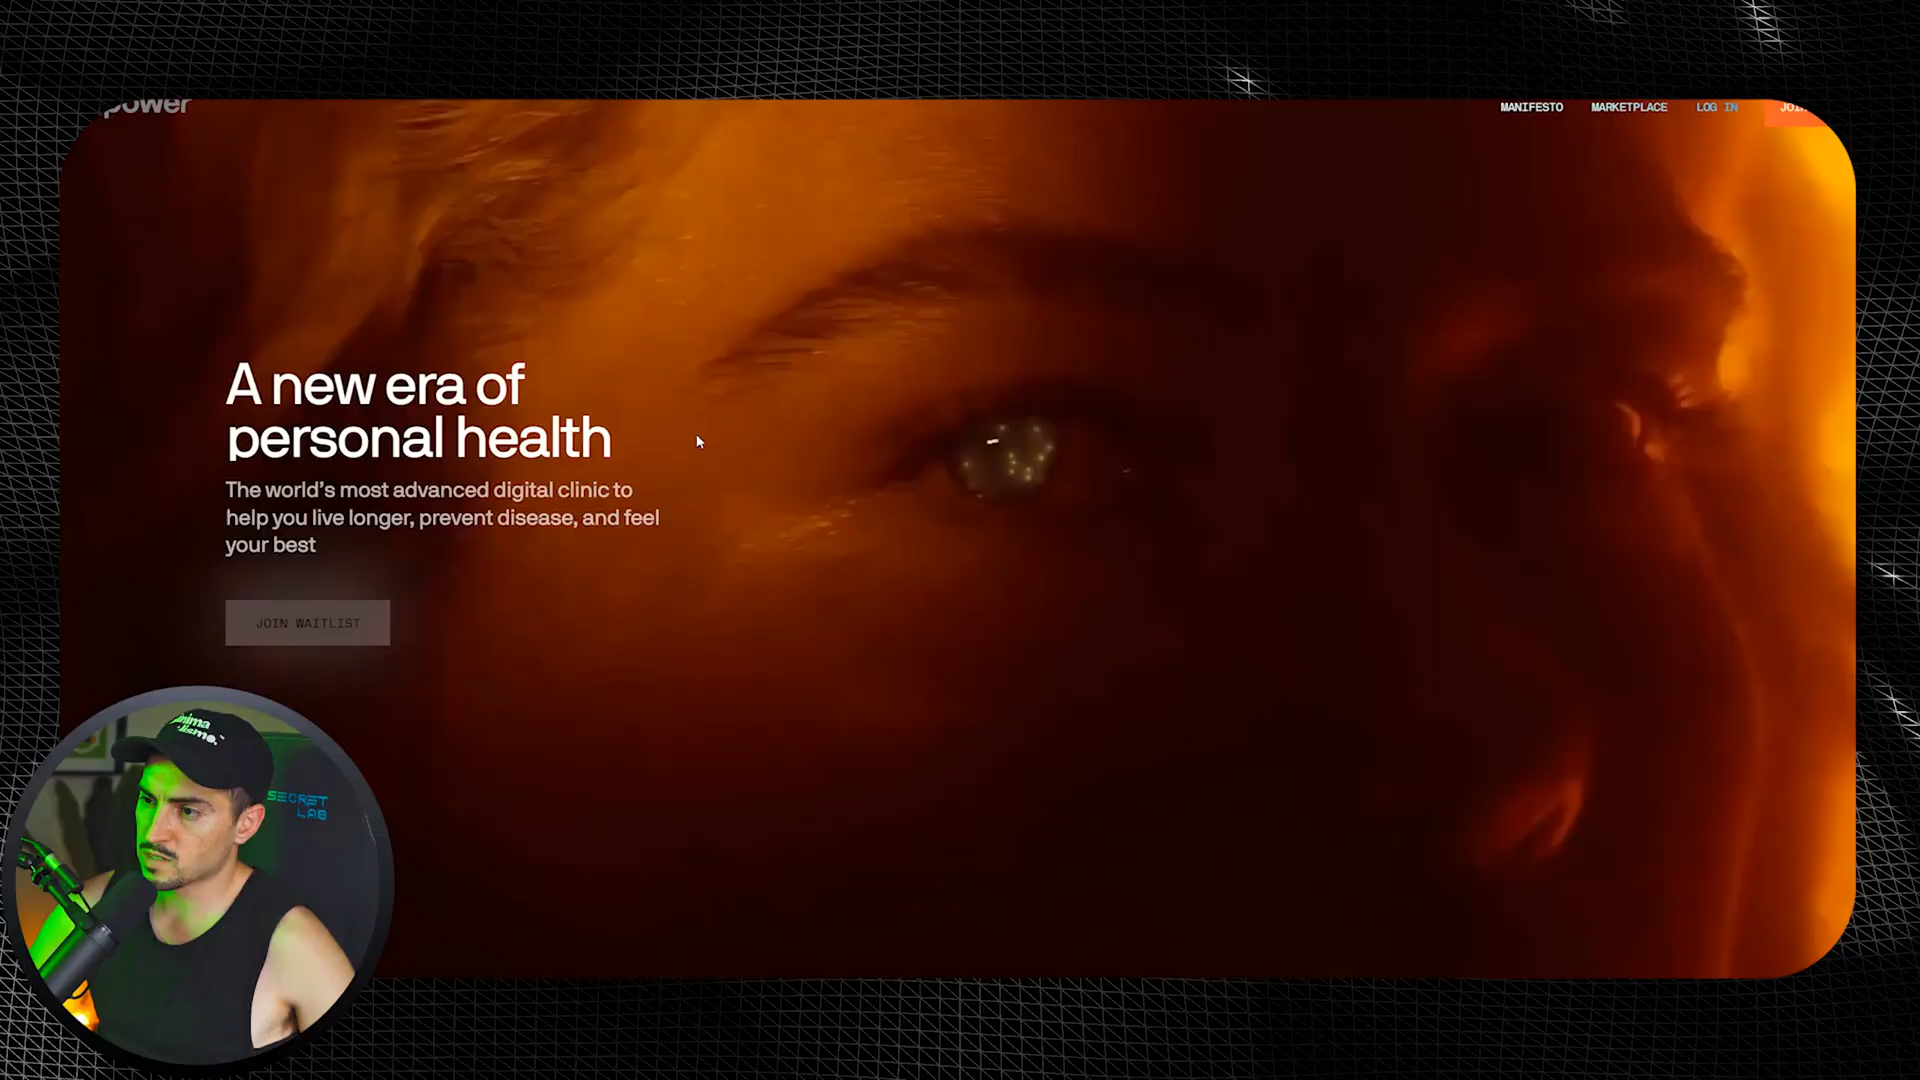 power
MANIFESTO
MARKETPLACE
LOG IN
A new era of
personal health
The world's most advanced digital clinic to
help you live longer, prevent disease, and feel
your best
JOIN WAITLIST
SECRET
LAB